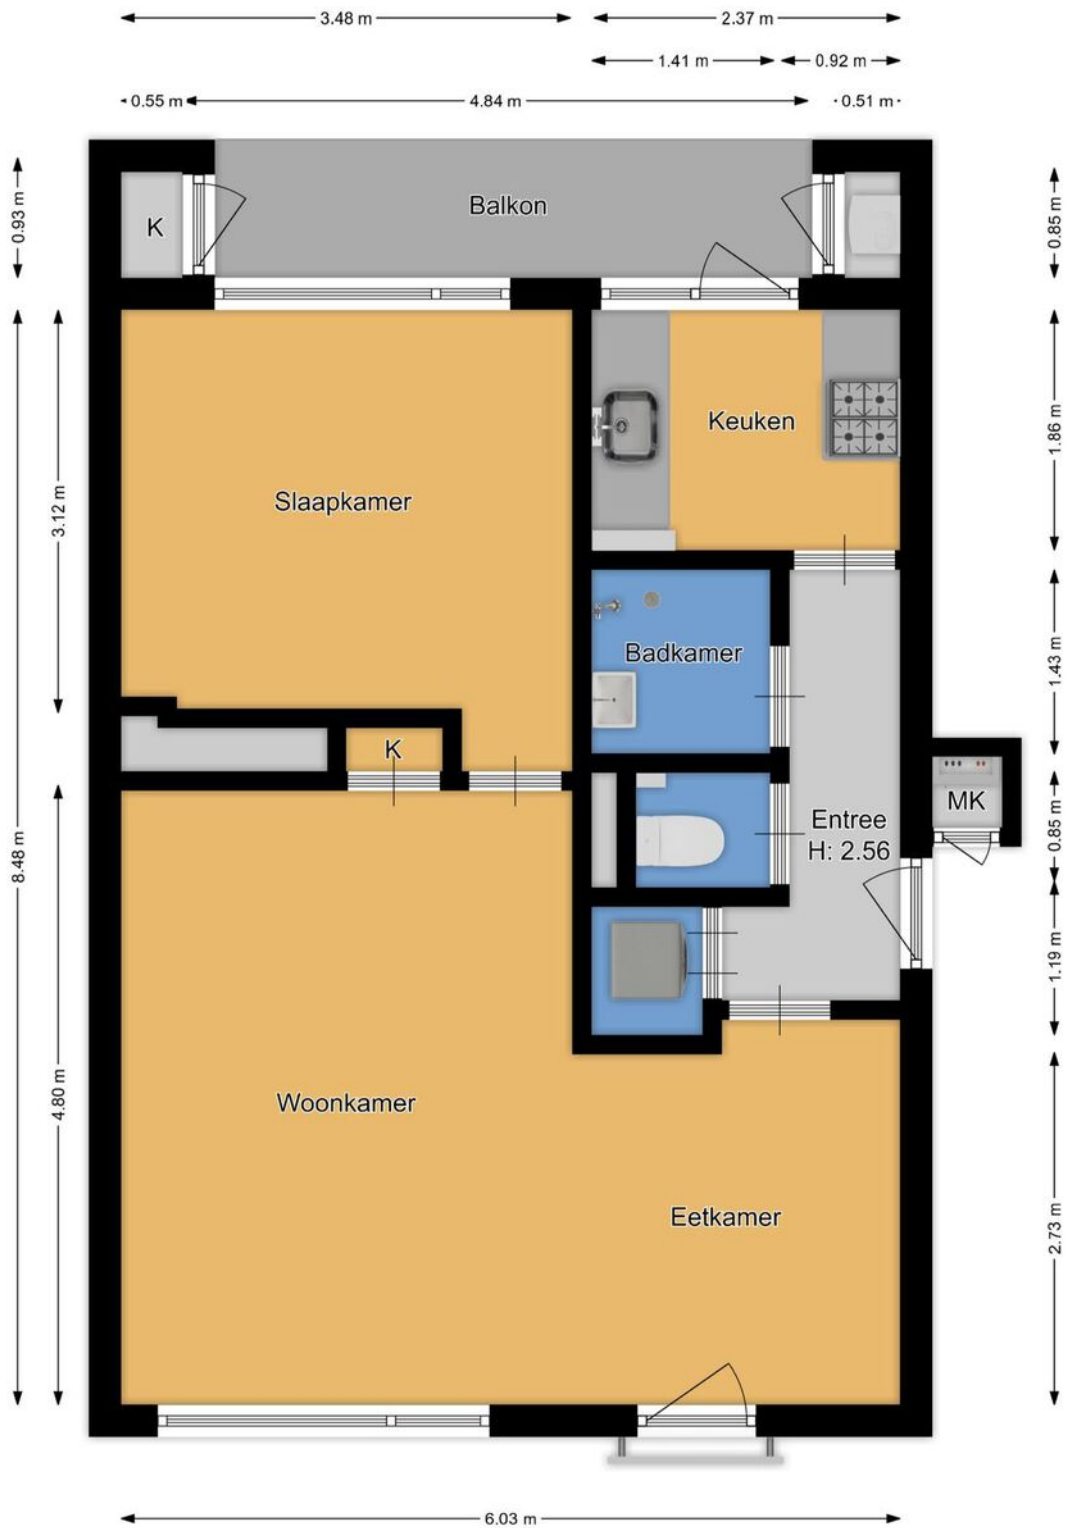 3.48 m
2.37 m
1.41 m
0.92 m
0.55 m
4.84 m
0.51 m
0.93 m
K
Balkon
0.85 m
Keuken
1.86 m
Slaapkamer
3.12 m
Badkamer
1.43 m
K
MK
Entree
H: 2.56
0.85 m
8.48 m
1.19 m
4.80 m
Woonkamer
Eetkamer
2.73 m
6.03 m